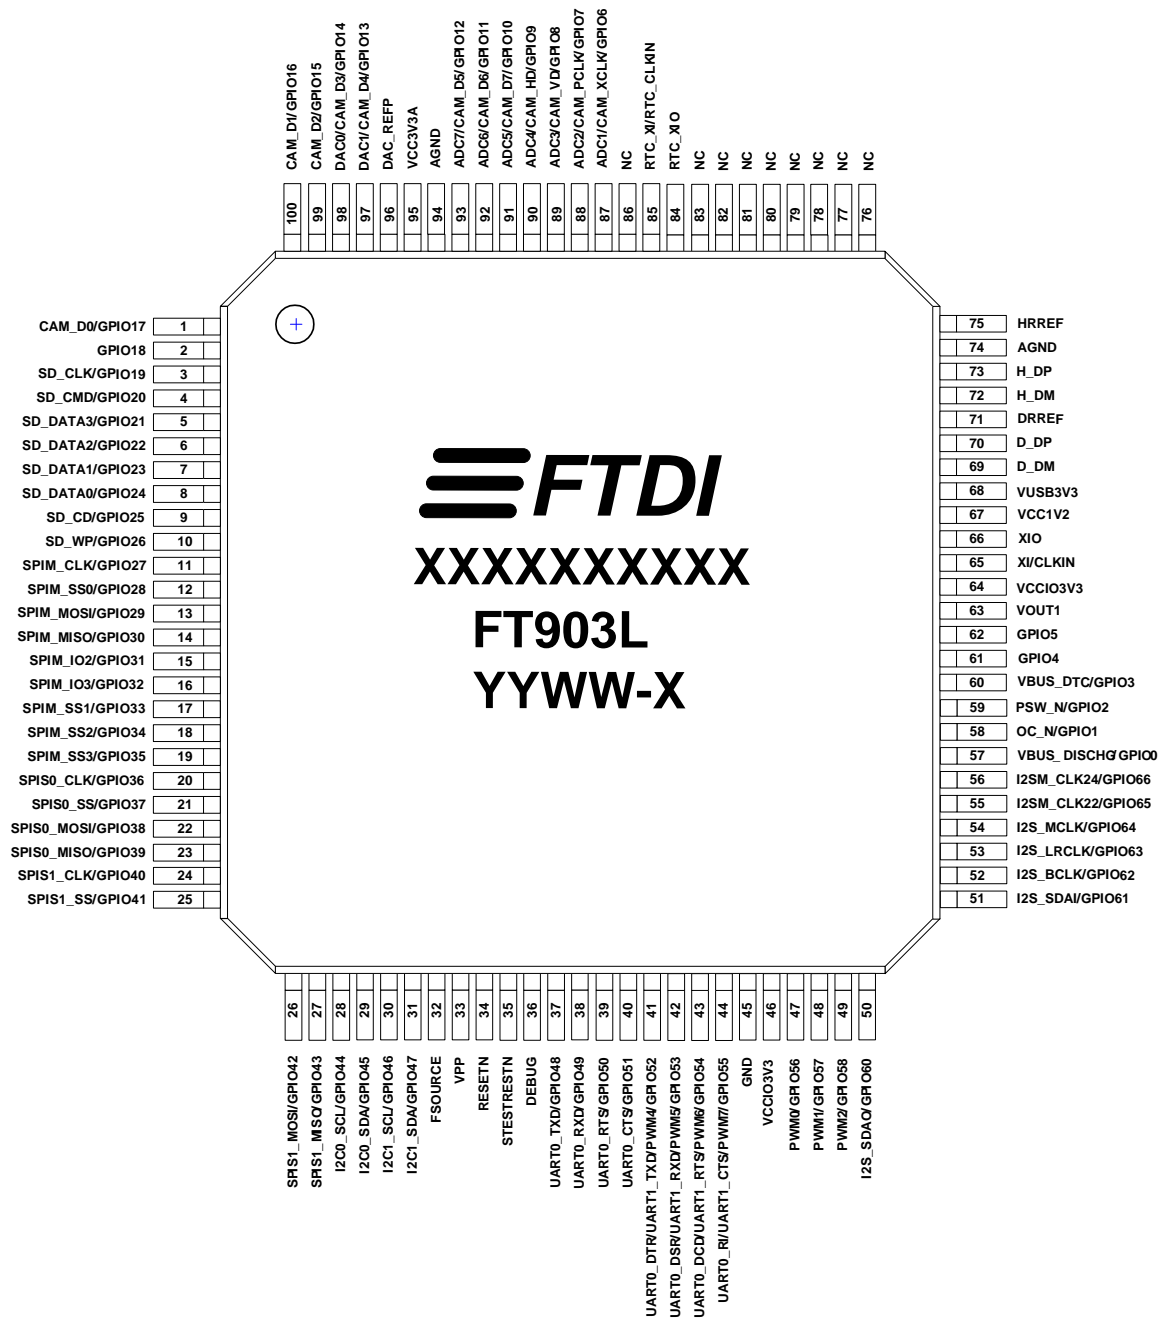 CAM_D1/GPIO16
CAM_D2/GPIO15
DAC0/CAM_D3/GPIO14
DAC1/CAM_D4/GPIO13
DAC_REFP
VCC3V3A
AGND
ADC7/CAM_D5/GPIO12
ADC6/CAM_D6/GPIO11
ADC5/CAM_D7/GPIO10
ADC4/CAM_HD/GPIO9
ADC3/CAM_VD/GPIO8
ADC2/CAM_PCLK/GPIO7
ADC1/CAM_XCLK/GPIO6
NC
RTC_XI/RTC_CLKIN
RTC_XIO
NC
NC
NC
NC
NC
NC
NC
NC
100
99
98
97
96
95
94
93
92
91
90
89
88
87
86
85
84
83
82
81
80
79
78
77
76
CAM_D0/GPIO17 1
GPIO18 2
SD_CLK/GPIO19 3
SD_CMD/GPIO20 4
SD_DATA3/GPIO21 5
SD_DATA2/GPIO22 6
SD_DATA1/GPIO23 7
SD_DATA0/GPIO24 8
SD_CD/GPIO25 9
SD_WP/GPIO26 10
SPIM_CLK/GPIO27 11
SPIM_SS0/GPIO28 12
SPIM_MOSI/GPIO29 13
SPIM_MISO/GPIO30 14
SPIM_IO2/GPIO31 15
SPIM_IO3/GPIO32 16
SPIM_SS1/GPIO33 17
SPIM_SS2/GPIO34 18
SPIM_SS3/GPIO35 19
SPIS0_CLK/GPIO36 20
SPIS0_SS/GPIO37 21
SPIS0_MOSI/GPIO38 22
SPIS0_MISO/GPIO39 23
SPIS1_CLK/GPIO40 24
SPIS1_SS/GPIO41 25
FTDI
XXXXXXXXXX
FT903L
YYWW-X
75 HRREF
74 AGND
73 H_DP
72 H_DM
71 DRREF
70 D_DP
69 D_DM
68 VUSB3V3
67 VCC1V2
66 XIO
65 XI/CLKIN
64 VCCIO3V3
63 VOUT1
62 GPIO5
61 GPIO4
60 VBUS_DTC/GPIO3
59 PSW_N/GPIO2
58 OC_N/GPIO1
57 VBUS_DISCHG/GPIO0
56 I2SM_CLK24/GPIO66
55 I2SM_CLK22/GPIO65
54 I2S_MCLK/GPIO64
53 I2S_LRCLK/GPIO63
52 I2S_BCLK/GPIO62
51 I2S_SDAI/GPIO61
26
27
28
29
30
31
32
33
34
35
36
37
38
39
40
41
42
43
44
45
46
47
48
49
50
SPIS1_MOSI/GPIO42
SPIS1_MISO/GPIO43
I2C0_SCL/GPIO44
I2C0_SDA/GPIO45
I2C1_SCL/GPIO46
I2C1_SDA/GPIO47
FSOURCE
VPP
RESETN
STESTRESTN
DEBUG
UART0_TXD/GPIO48
UART0_RXD/GPIO49
UART0_RTS/GPIO50
UART0_CTS/GPIO51
UART0_DTR/UART1_TXD/PWM4/GPIO52
UART0_DSR/UART1_RXD/PWM5/GPIO53
UART0_DCD/UART1_RTS/PWM6/GPIO54
UART0_RI/UART1_CTS/PWM7/GPIO55
GND
VCCIO3V3
PWM0/GPIO56
PWM1/GPIO57
PWM2/GPIO58
I2S_SDAO/GPIO60